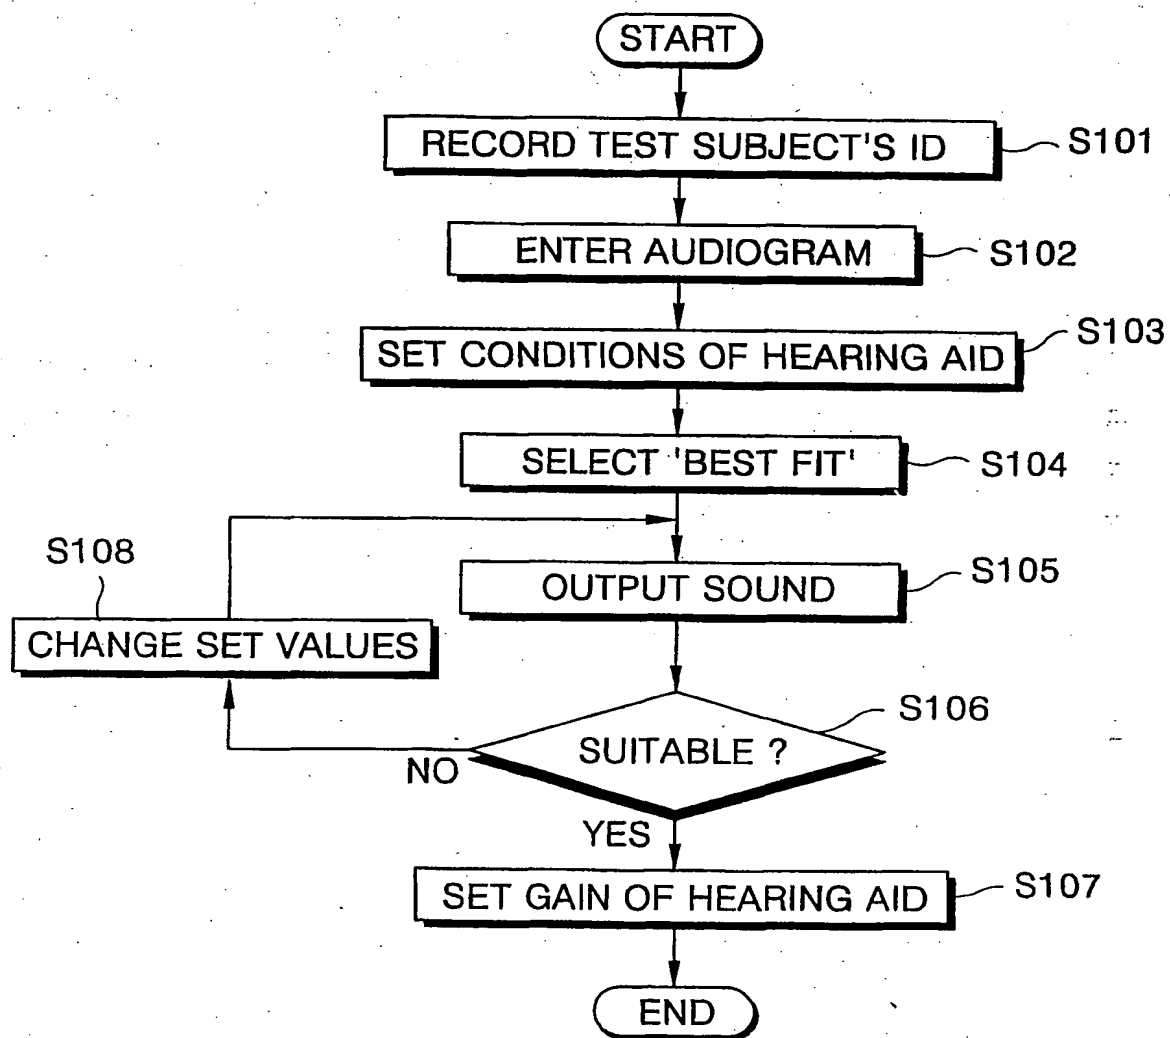 START
RECORD TEST SUBJECT'S ID
S101
ENTER AUDIOGRAM
S102
SET CONDITIONS OF HEARING AID
S103
SELECT 'BEST FIT'
S104
OUTPUT SOUND
S105
S108
CHANGE SET VALUES
SUITABLE ?
S106
NO
YES
SET GAIN OF HEARING AID
S107
END